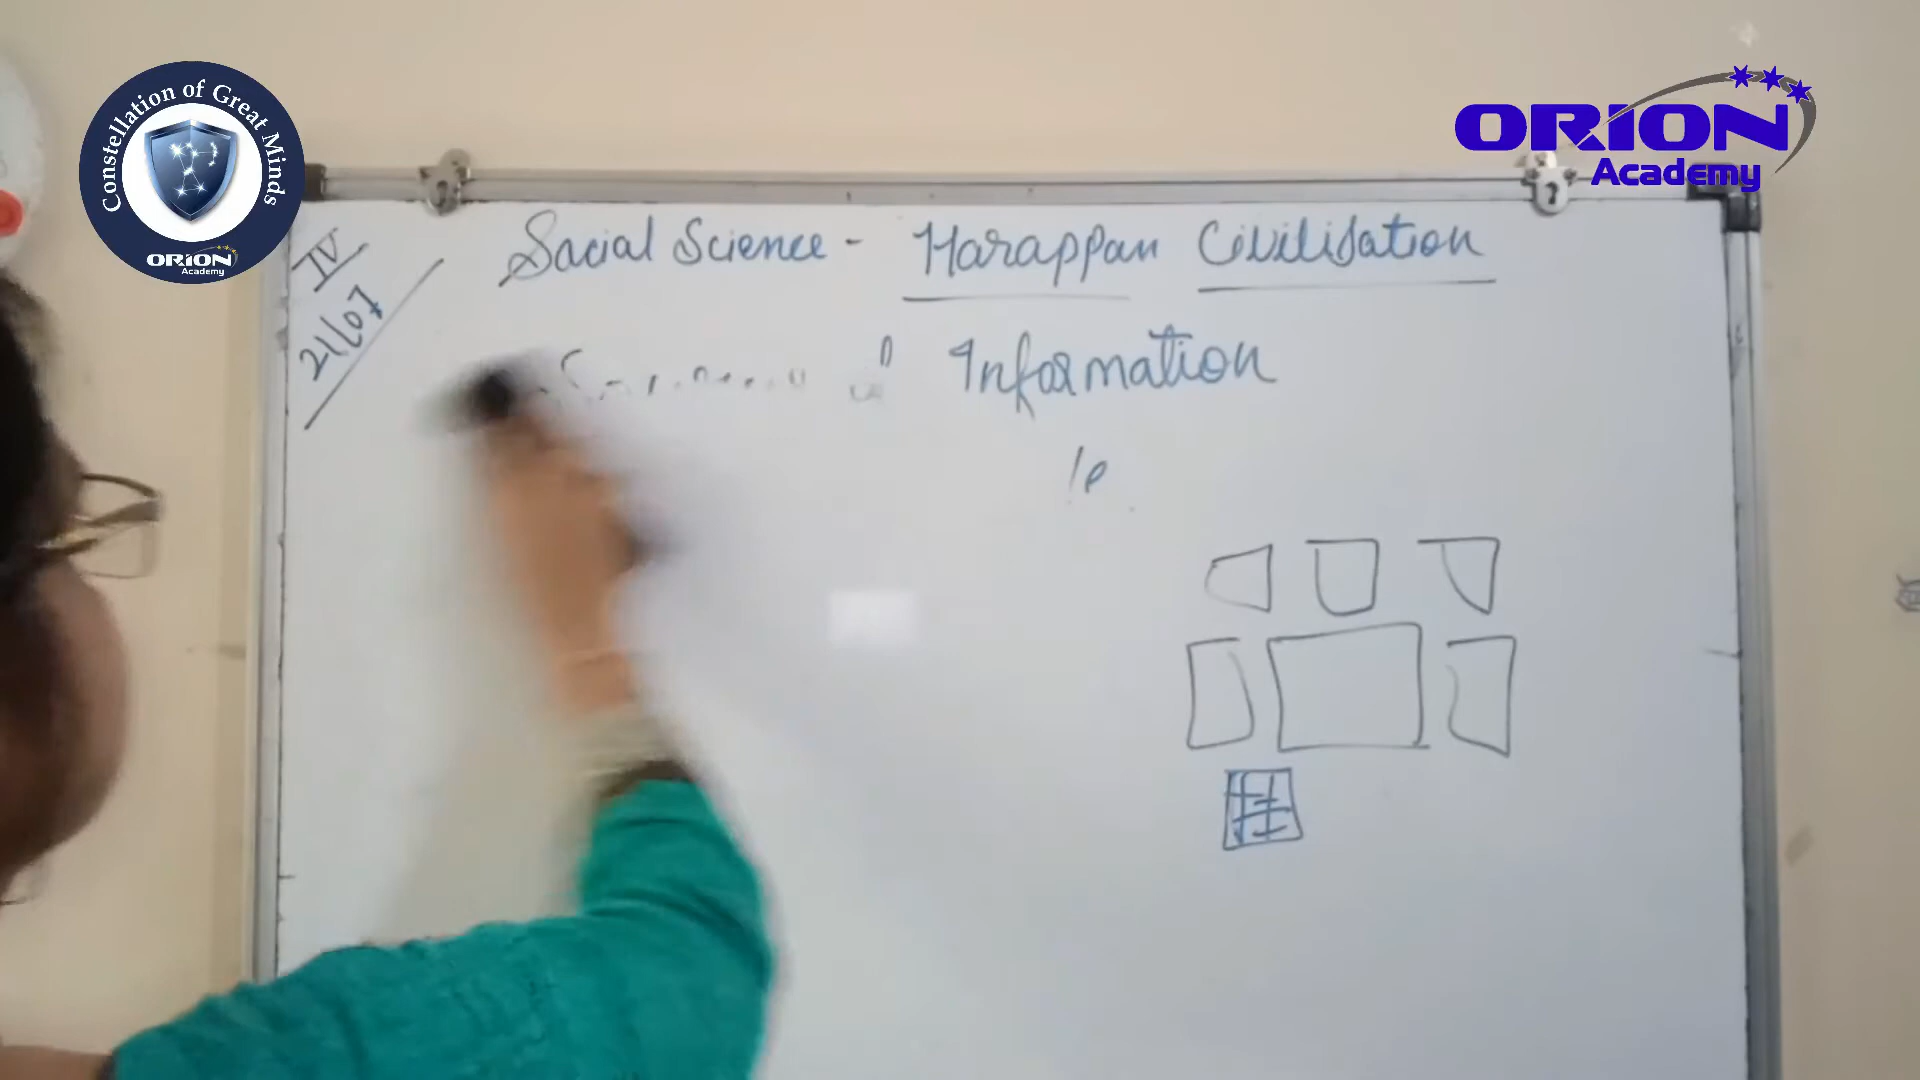 Constellation of Great Minds
ORION
Academy
ORION
Academy
IV
21/07
Social Science - Harappan Civilisation
Information